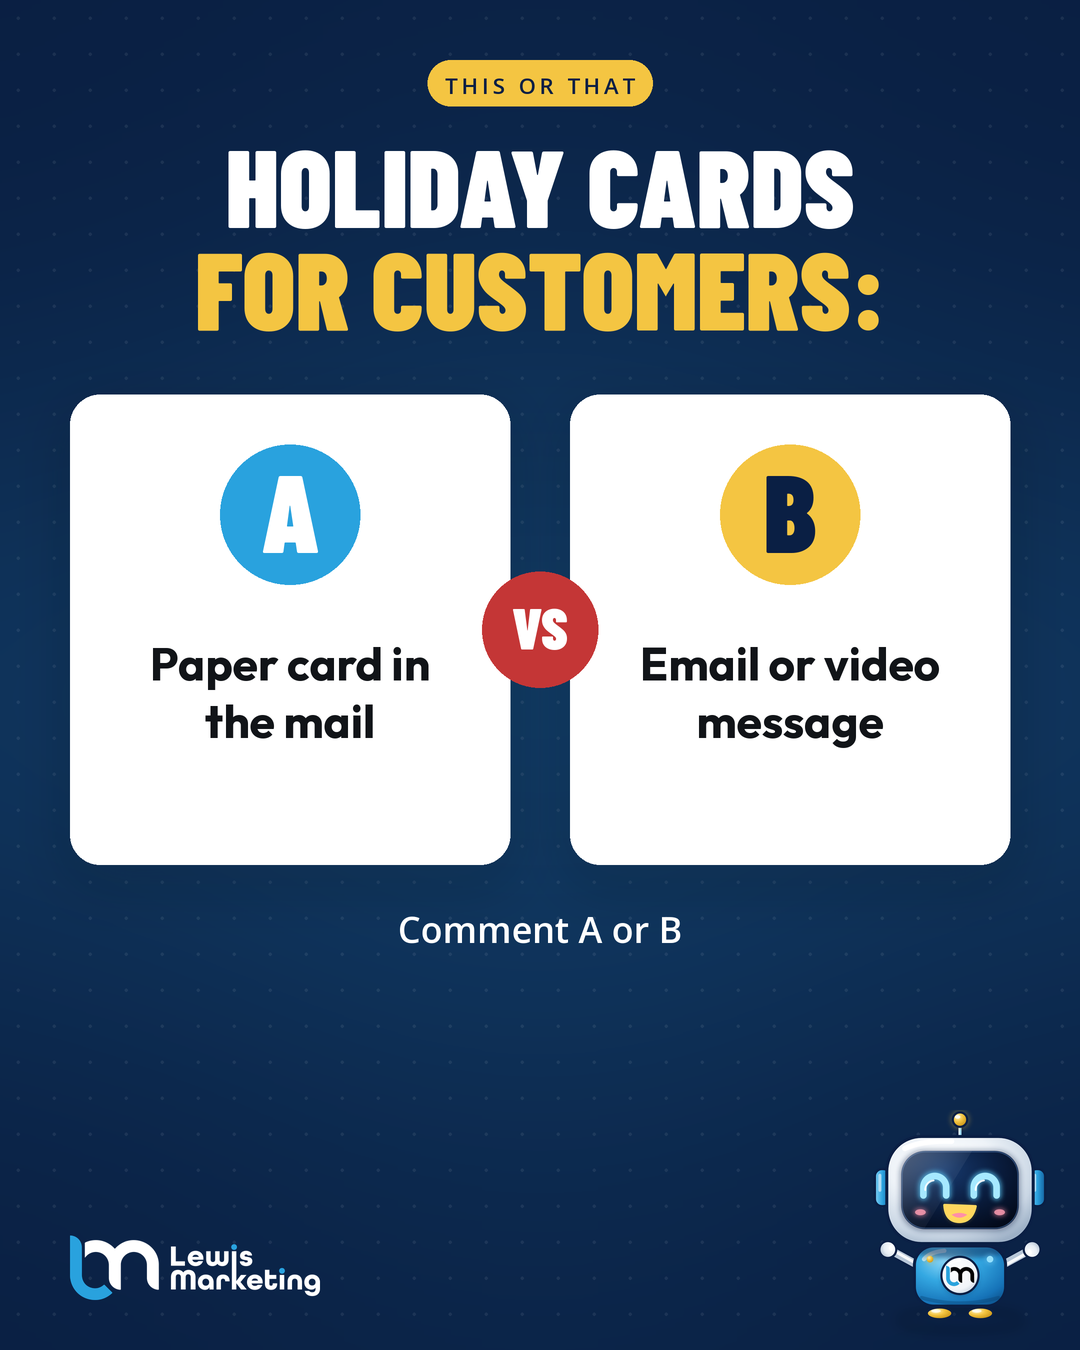 THIS OR THAT
HOLIDAY CARDS
FOR CUSTOMERS:
A
Paper card in
the mail
VS
B
Email or video
message
Comment A or B
Lewis
Marketing